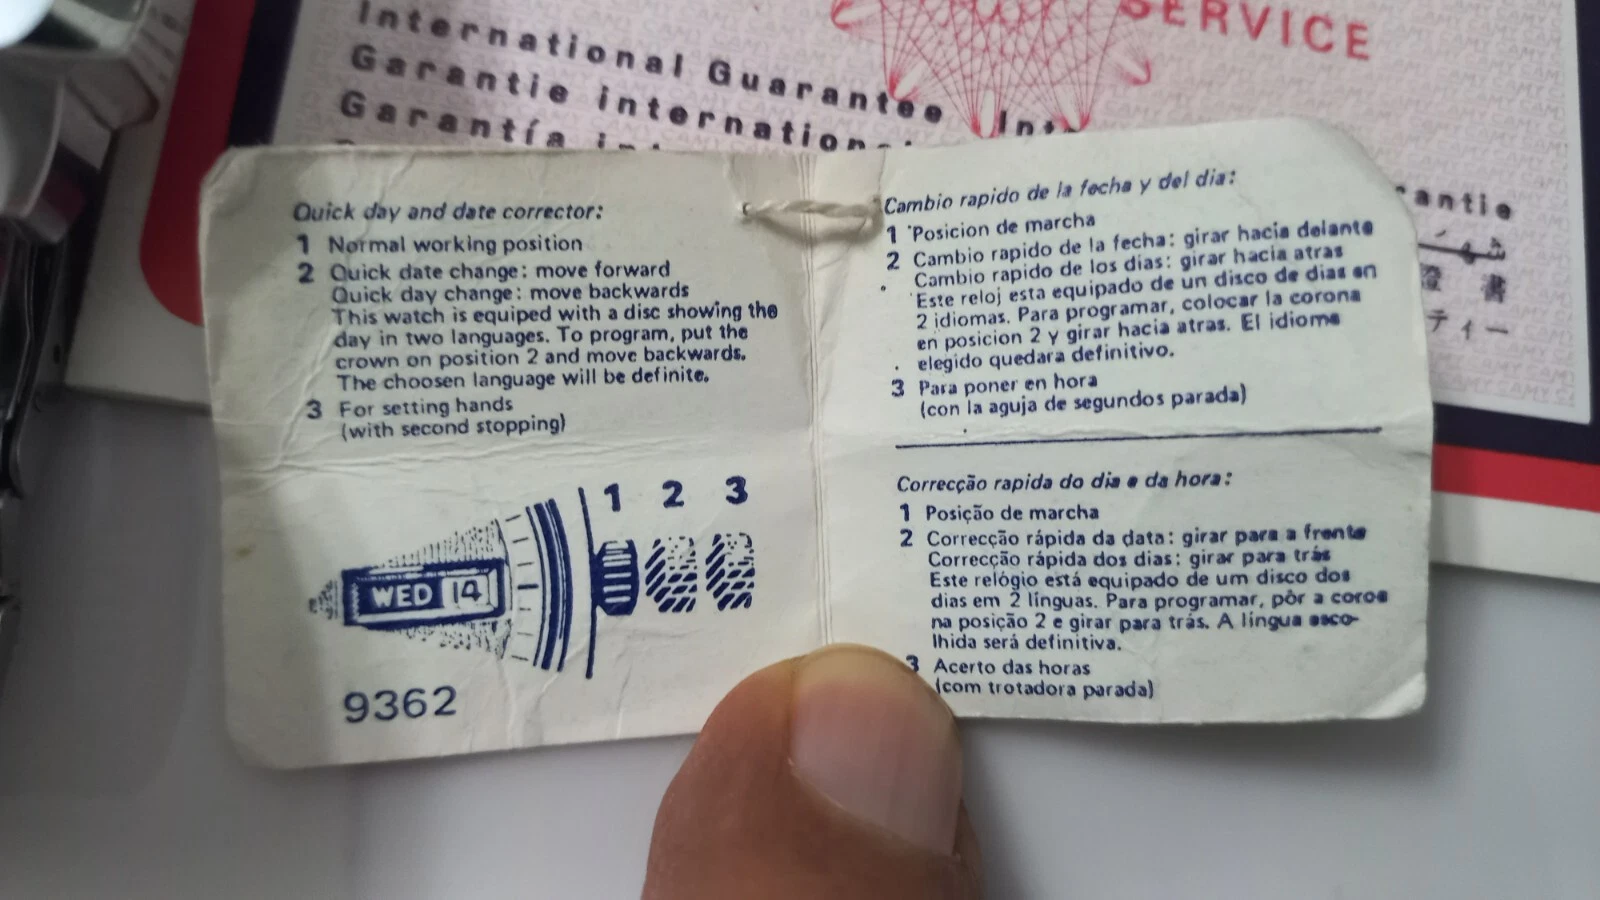 SERVICE
International Guarantee
Garantie
Garantía
Quick day and date corrector:
1 Normal working position
2 Quick date change: move forward
Quick day change: move backwards
This watch is equiped with a disc showing the
day in two languages. To program, put the
crown on position 2 and move backwards.
The choosen language will be definite.
3 For setting hands
(with second stopping)
1 2 3
WED 14
9362
Cambio rapido de la fecha y del dia:
1 Posicion de marcha
2 Cambio rapido de la fecha: girar hacia delante
Cambio rapido de los dias: girar hacia atras
Este reloj esta equipado de un disco de dias en
2 idiomas. Para programar, colocar la corona
en posicion 2 y girar hacia atras. El idioma
elegido quedara definitivo.
3 Para poner en hora
(con la aguja de segundos parada)
Correcção rapida do dia e da hora:
1 Posição de marcha
2 Correcção rápida da data: girar para a frente
Correcção rápida dos dias: girar para trás
Este relógio está equipado de um disco dos
dias em 2 línguas. Para programar, pôr a coroa
na posição 2 e girar para trás. A língua esco-
lhida será definitiva.
3 Acerto das horas
(com trotadora parada)